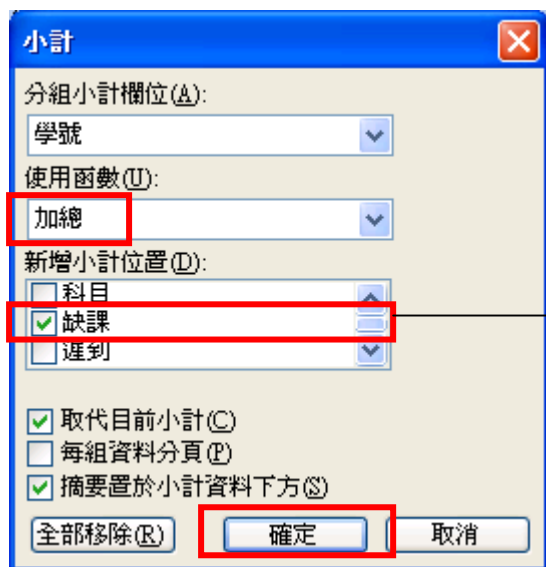 小計
分組小計欄位(A):
學號
使用函數(U):
加總
新增小計位置(D):
科目
缺課
遲到
取代目前小計(C)
每組資料分頁(P)
摘要置於小計資料下方(S)
全部移除(R) 確定 取消